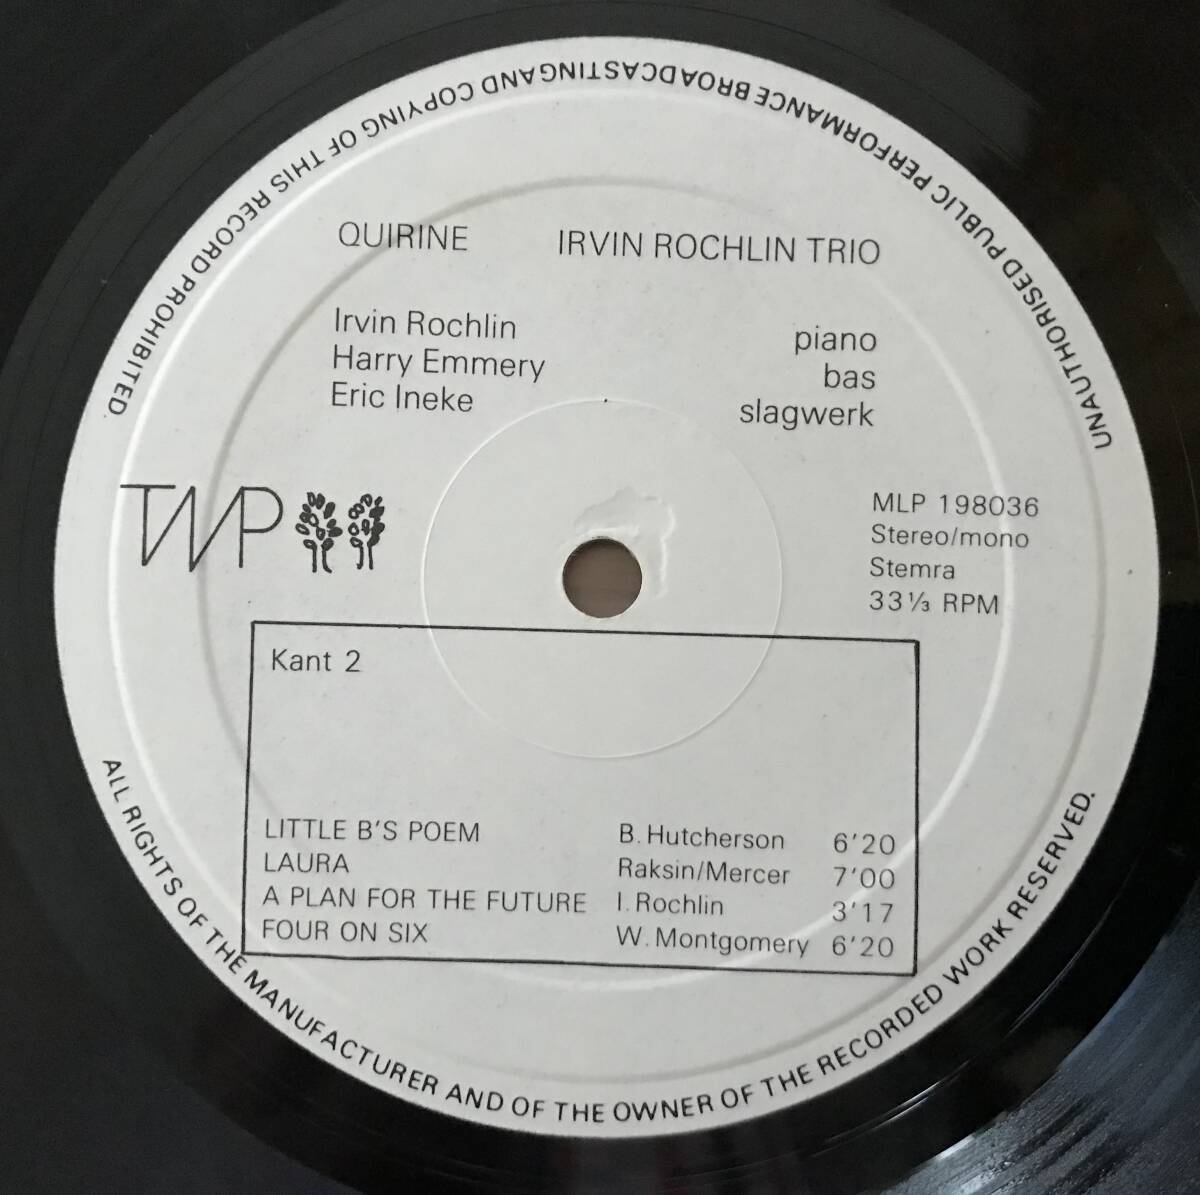 UNAUTHORISED PUBLIC PERFORMANCE BROADCASTING AND COPYING OF THIS RECORD PROHIBITED.
QUIRINE IRVIN ROCHLIN TRIO
Irvin Rochlin piano
Harry Emmery bas
Eric Ineke slagwerk
TMP
MLP 198036
Stereo/mono
Stemra
33⅓ RPM
Kant 2
LITTLE B'S POEM B. Hutcherson 6'20
LAURA Raksin/Mercer 7'00
A PLAN FOR THE FUTURE I. Rochlin 3'17
FOUR ON SIX W. Montgomery 6'20
ALL RIGHTS OF THE MANUFACTURER AND OF THE OWNER OF THE RECORDED WORK RESERVED.